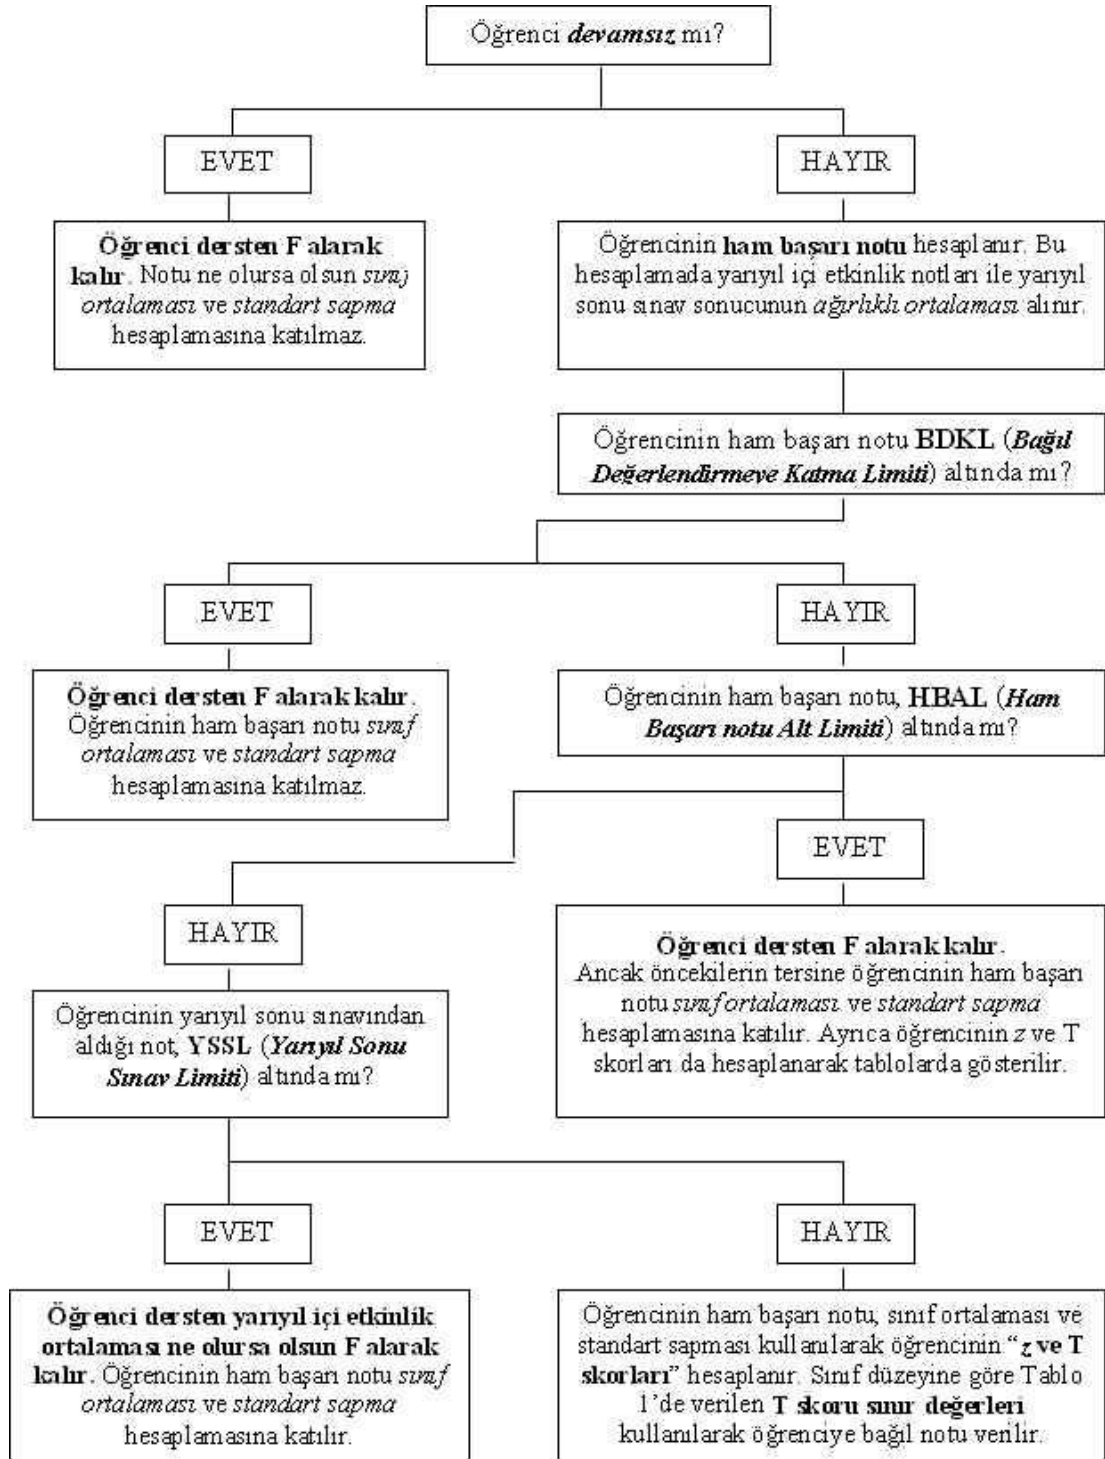 Öğrenci devamsız mı?
EVET
HAYIR
Öğrenci dersten F alarak
kalır. Notu ne olursa olsun sınıf
ortalaması ve standart sapma
hesaplamasına katılmaz.
Öğrencinin ham başarı notu hesaplanır. Bu
hesaplamada yarıyıl içi etkinlik notları ile yarıyıl
sonu sınav sonucunun ağırlıklı ortalaması alınır.
Öğrencinin ham başarı notu BDKL (Bağıl
Değerlendirmeye Katma Limiti) altında mı?
EVET
HAYIR
Öğrenci dersten F alarak kalır.
Öğrencinin ham başarı notu sınıf
ortalaması ve standart sapma
hesaplamasına katılmaz.
Öğrencinin ham başarı notu, HBAL (Ham
Başarı notu Alt Limiti) altında mı?
EVET
HAYIR
Öğrenci dersten F alarak kalır.
Ancak öncekilerin tersine öğrencinin ham başarı
notu sınıf ortalaması ve standart sapma
hesaplamasına katılır. Ayrıca öğrencinin z ve T
skorları da hesaplanarak tablolarda gösterilir.
Öğrencinin yarıyıl sonu sınavından
aldığı not, YSSL (Yarıyıl Sonu
Sınav Limiti) altında mı?
EVET
HAYIR
Öğrenci dersten yarıyıl içi etkinlik
ortalaması ne olursa olsun F alarak
kalır. Öğrencinin ham başarı notu sınıf
ortalaması ve standart sapma
hesaplamasına katılır.
Öğrencinin ham başarı notu, sınıf ortalaması ve
standart sapması kullanılarak öğrencinin “z ve T
skorları” hesaplanır. Sınıf düzeyine göre Tablo
1’de verilen T skoru sınır değerleri
kullanılarak öğrenciye bağıl notu verilir.